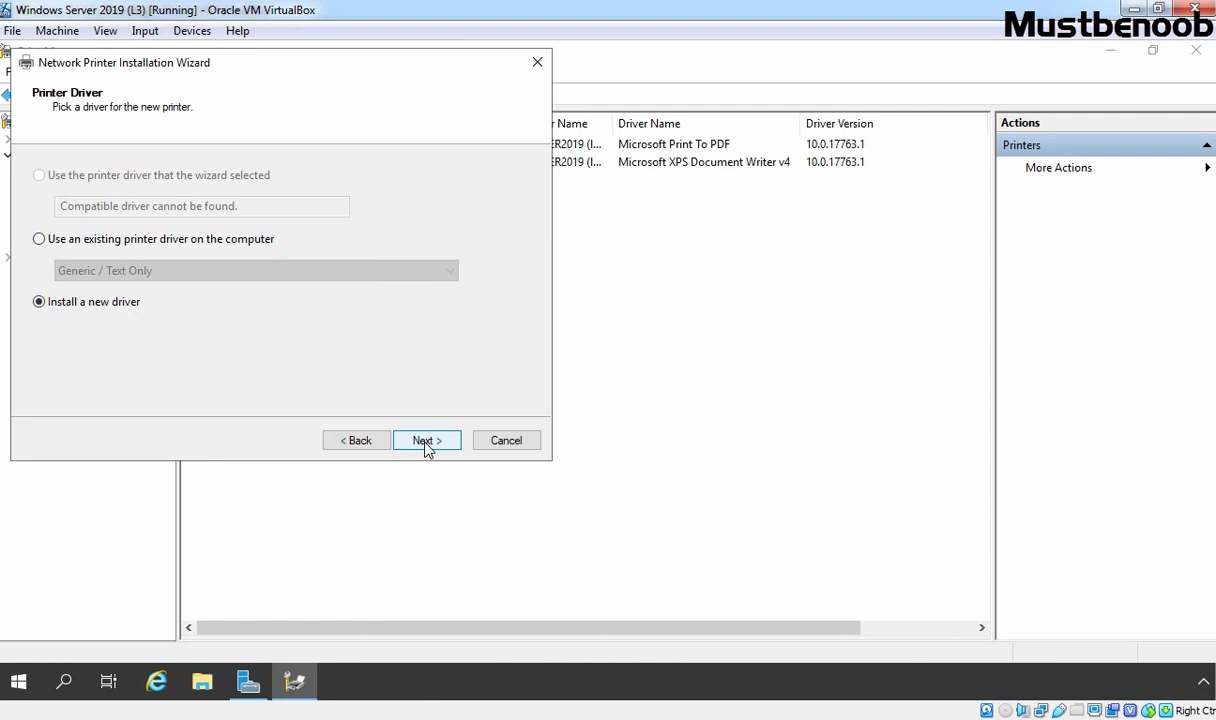 Windows Server 2019 (L3) [Running] - Oracle VM VirtualBox
Mustbenoob
File Machine View Input Devices Help
Network Printer Installation Wizard
Printer Driver
Pick a driver for the new printer.
r Name Driver Name Driver Version
ER2019 (I... Microsoft Print To PDF 10.0.17763.1
ER2019 (I... Microsoft XPS Document Writer v4 10.0.17763.1
Actions
Printers
More Actions
Use the printer driver that the wizard selected
Compatible driver cannot be found.
Use an existing printer driver on the computer
Generic / Text Only
Install a new driver
< Back Next > Cancel
Right Ctr